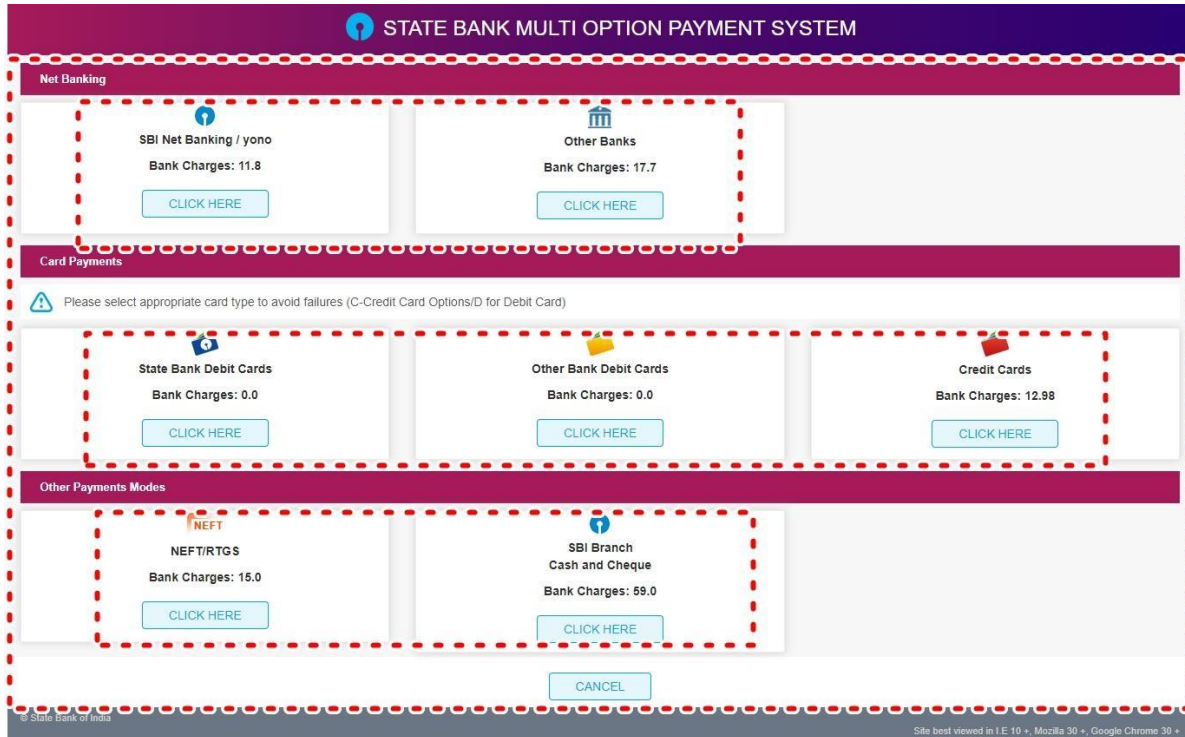 STATE BANK MULTI OPTION PAYMENT SYSTEM
Net Banking
SBI Net Banking / yono
Bank Charges: 11.8
CLICK HERE
Other Banks
Bank Charges: 17.7
CLICK HERE
Card Payments
Please select appropriate card type to avoid failures (C-Credit Card Options/D for Debit Card)
State Bank Debit Cards
Bank Charges: 0.0
CLICK HERE
Other Bank Debit Cards
Bank Charges: 0.0
CLICK HERE
Credit Cards
Bank Charges: 12.98
CLICK HERE
Other Payments Modes
NEFT
NEFT/RTGS
Bank Charges: 15.0
CLICK HERE
SBI Branch
Cash and Cheque
Bank Charges: 59.0
CLICK HERE
CANCEL
© State Bank of India
Site best viewed in I.E 10 +, Mozilla 30 +, Google Chrome 30 +